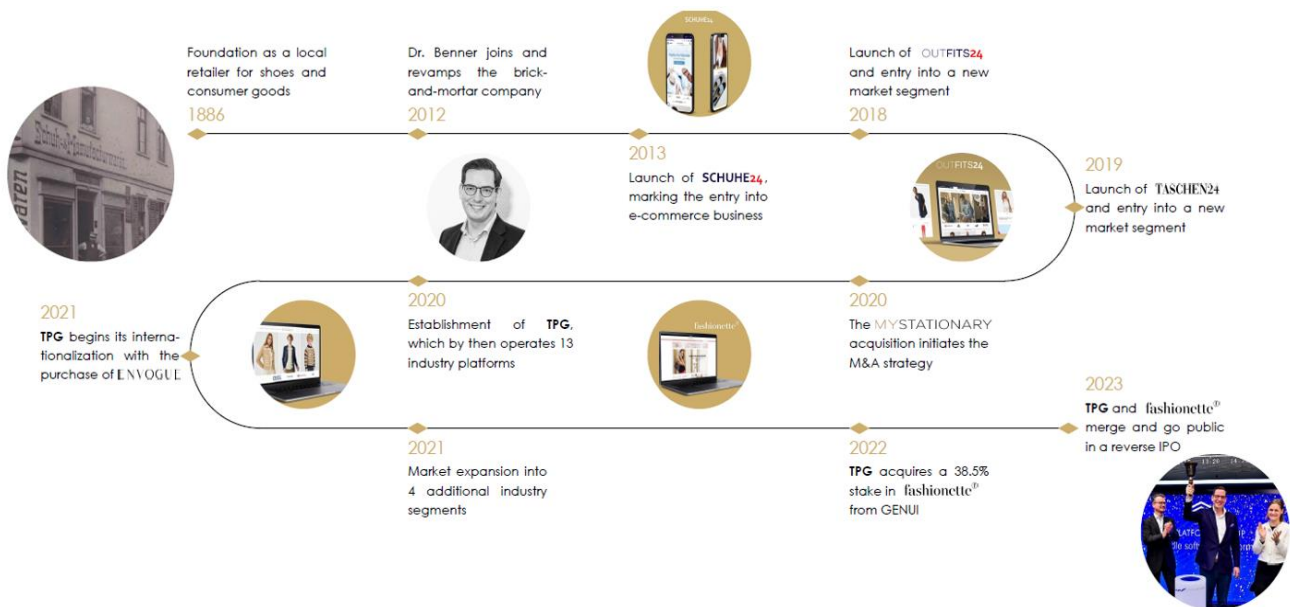 SCHUHE24
Foundation as a local
retailer for shoes and
consumer goods
1886
Dr. Benner joins and
revamps the brick-
and-mortar company
2012
2013
Launch of SCHUHE24,
marking the entry into
e-commerce business
Launch of OUTFITS24
and entry into a new
market segment
2018
OUTFITS24
2019
Launch of TASCHEN24
and entry into a new
market segment
Schuh- & Manufacturwaren
waren
2020
The MYSTATIONARY
acquisition initiates the
M&A strategy
fashionette®
2020
Establishment of TPG,
which by then operates 13
industry platforms
2021
TPG begins its interna-
tionalization with the
purchase of ENVOGUE
2021
Market expansion into
4 additional industry
segments
2022
TPG acquires a 38.5%
stake in fashionette®
from GENUI
2023
TPG and fashionette®
merge and go public
in a reverse IPO